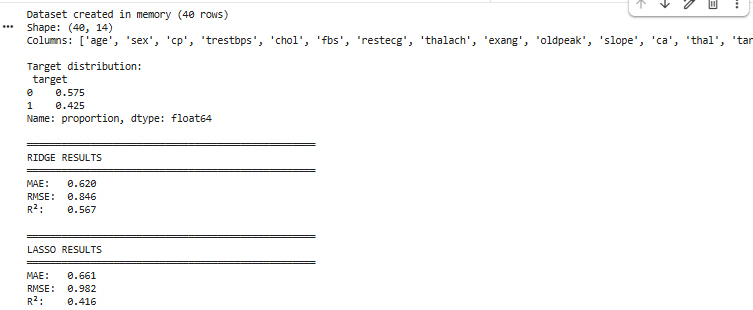 Dataset created in memory (40 rows)
Shape: (40, 14)
Columns: ['age', 'sex', 'cp', 'trestbps', 'chol', 'fbs', 'restecg', 'thalach', 'exang', 'oldpeak', 'slope', 'ca', 'thal', 'tar
Target distribution:
target
0 0.575
1 0.425
Name: proportion, dtype: float64
RIDGE RESULTS
MAE: 0.620
RMSE: 0.846
R²: 0.567
LASSO RESULTS
MAE: 0.661
RMSE: 0.982
R²: 0.416